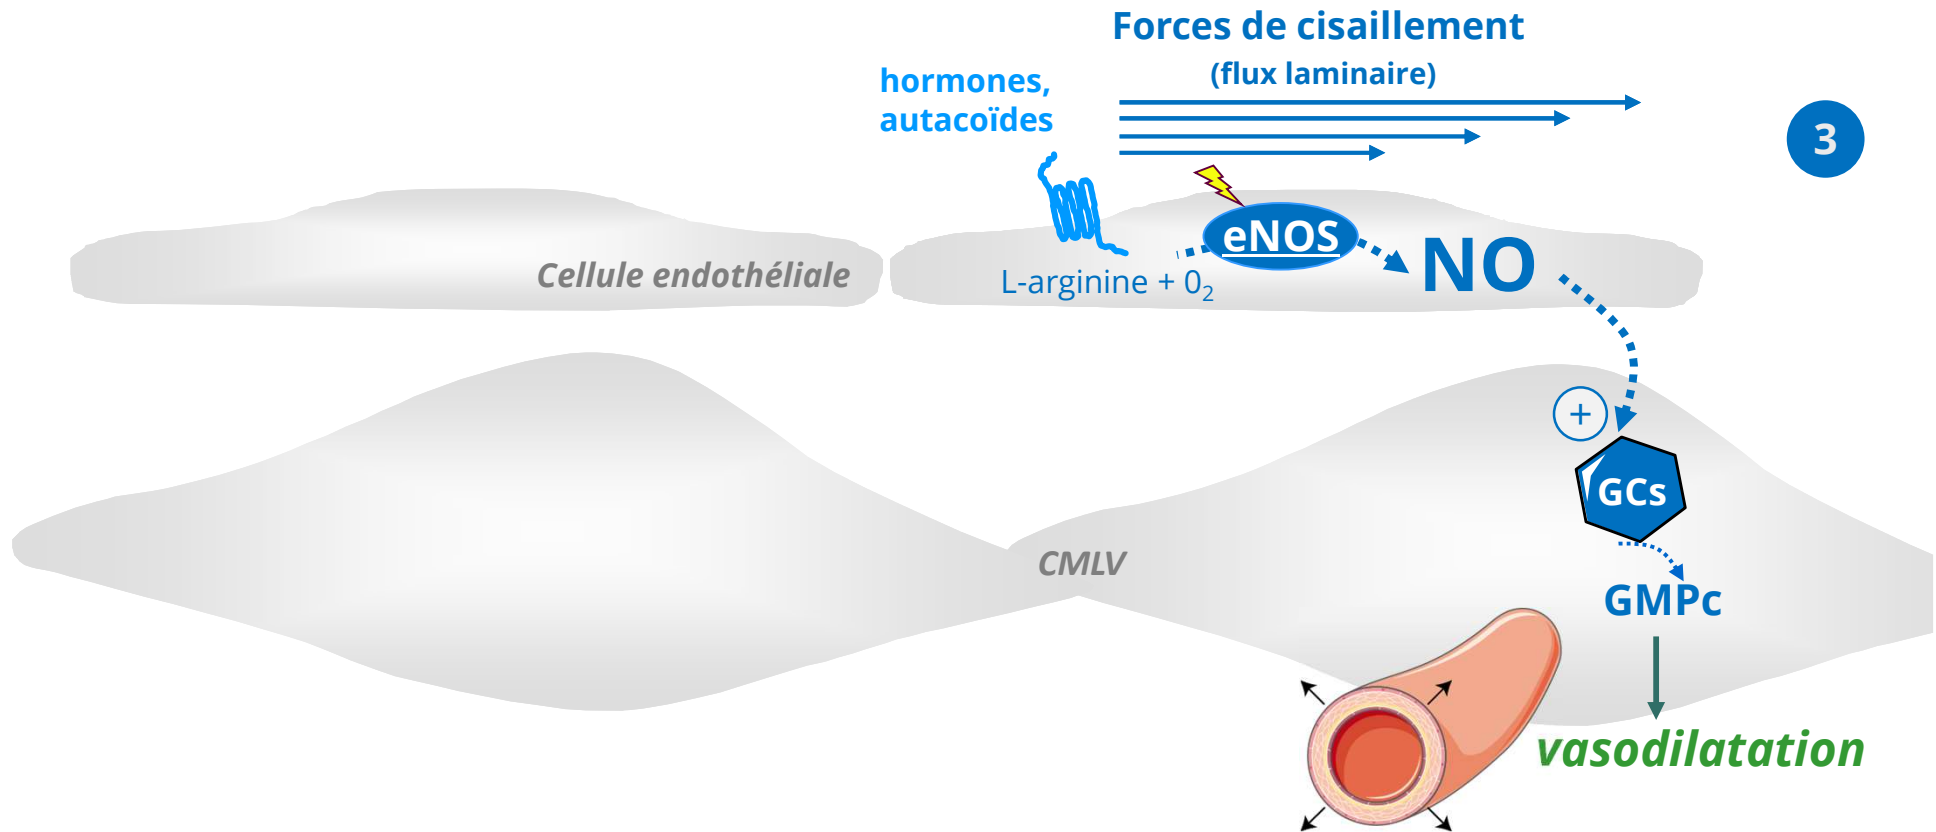 Forces de cisaillement
(flux laminaire)
hormones,
autacoïdes
3
eNOS
NO
Cellule endothéliale
L-arginine + 0₂
+
GCs
CMLV
GMPc
vasodilatation